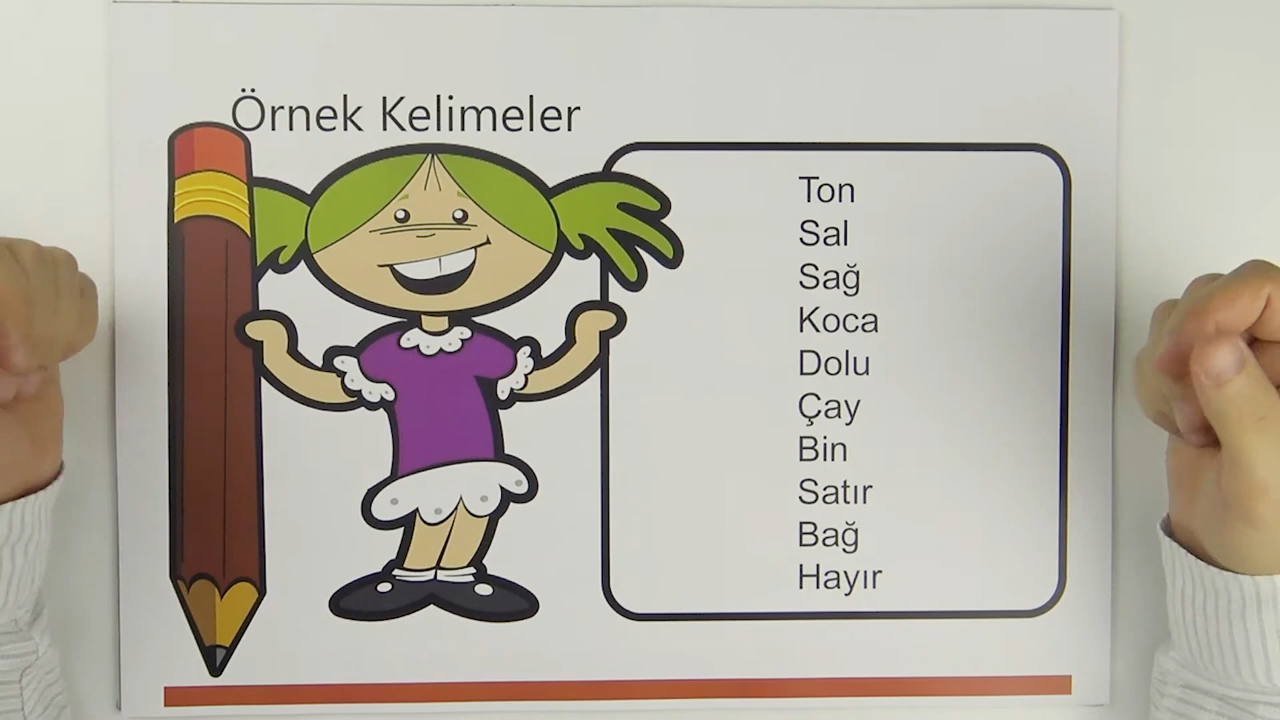 Örnek Kelimeler
Ton
Sal
Sağ
Koca
Dolu
Çay
Bin
Satır
Bağ
Hayır